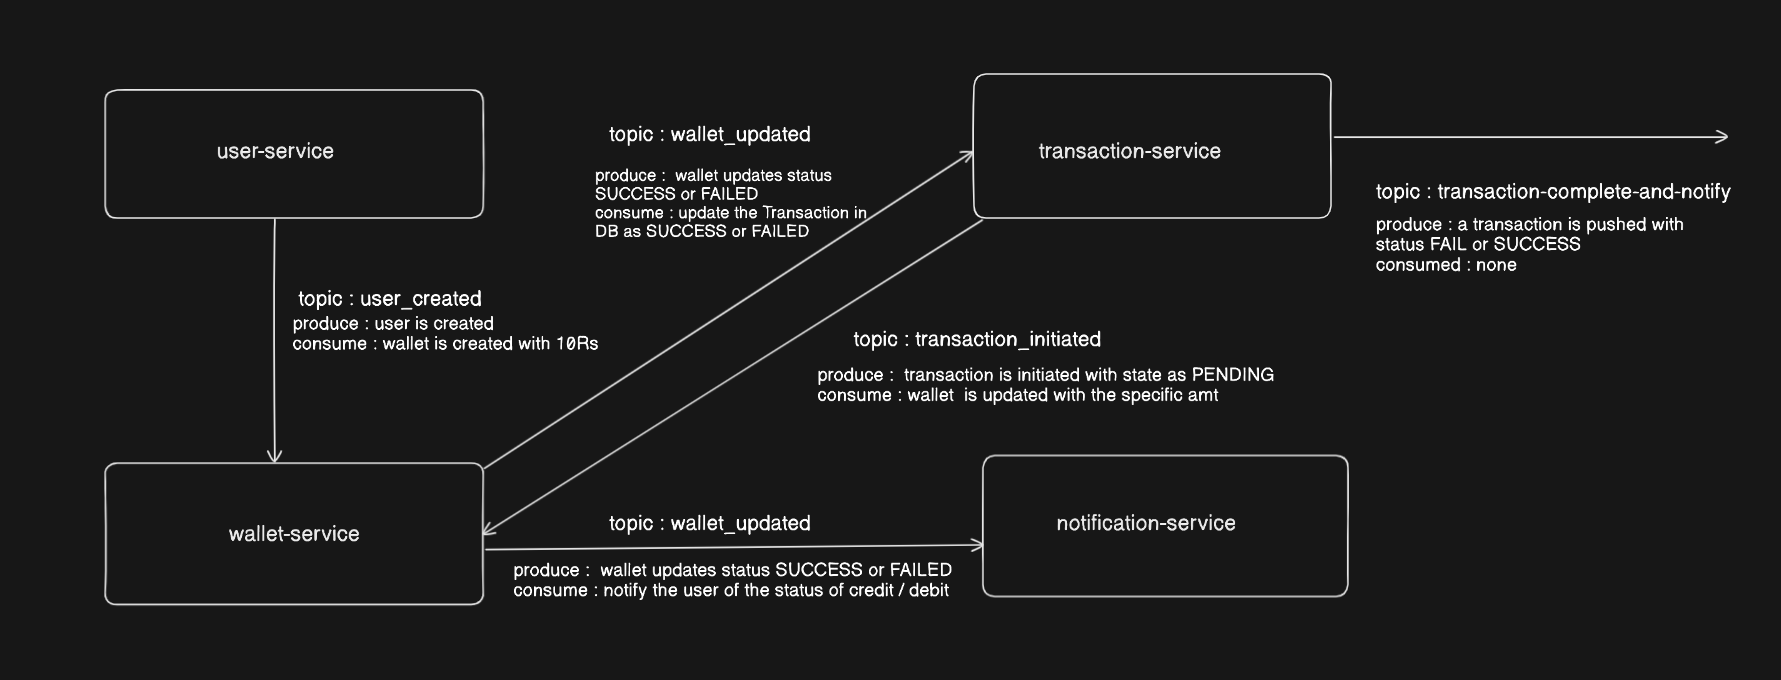 user-service
topic : wallet_updated
produce :  wallet updates status
SUCCESS or FAILED
consume : update the Transaction in
DB as SUCCESS or FAILED
transaction-service
topic : transaction-complete-and-notify
produce : a transaction is pushed with
status FAIL or SUCCESS
consumed : none
topic : user_created
produce : user is created
consume : wallet is created with 10Rs
topic : transaction_initiated
produce :  transaction is initiated with state as PENDING
consume : wallet  is updated with the specific amt
wallet-service
topic : wallet_updated
produce :  wallet updates status SUCCESS or FAILED
consume : notify the user of the status of credit / debit
notification-service